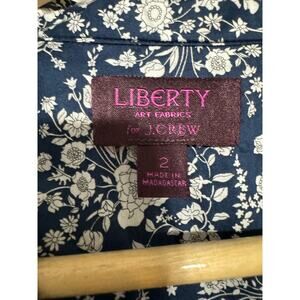 LIBERTY
ART FABRICS
for J.CREW
2
MADE IN
MADAGASCAR